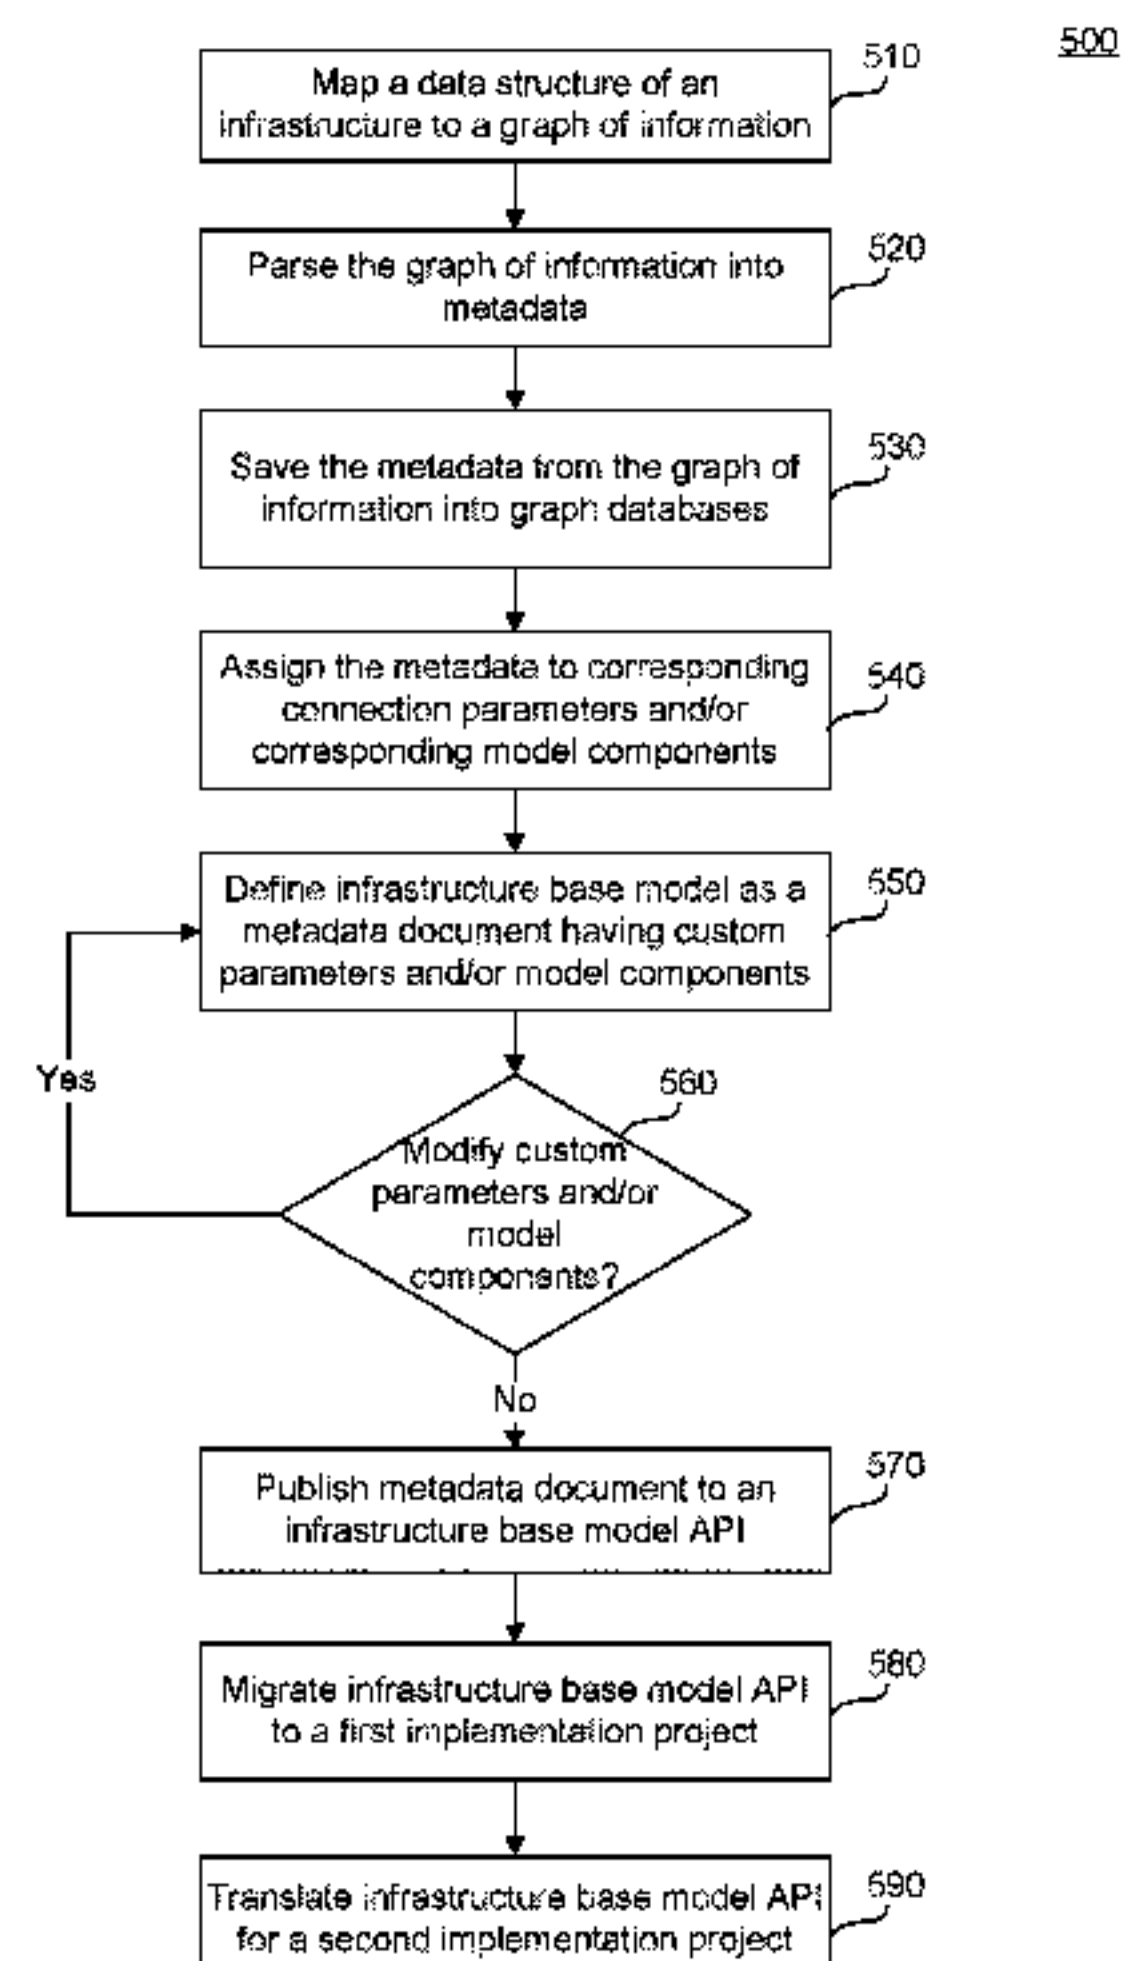 500
510
Map a data structure of an
infrastructure to a graph of information
520
Parse the graph of information into
metadata
530
Save the metadata from the graph of
information into graph databases
540
Assign the metadata to corresponding
connection parameters and/or
corresponding model components
550
Define infrastructure base model as a
metadata document having custom
parameters and/or model components
Yes
560
Modify custom
parameters and/or
model
components?
No
570
Publish metadata document to an
infrastructure base model API
580
Migrate infrastructure base model API
to a first implementation project
590
Translate infrastructure base model API
for a second implementation project